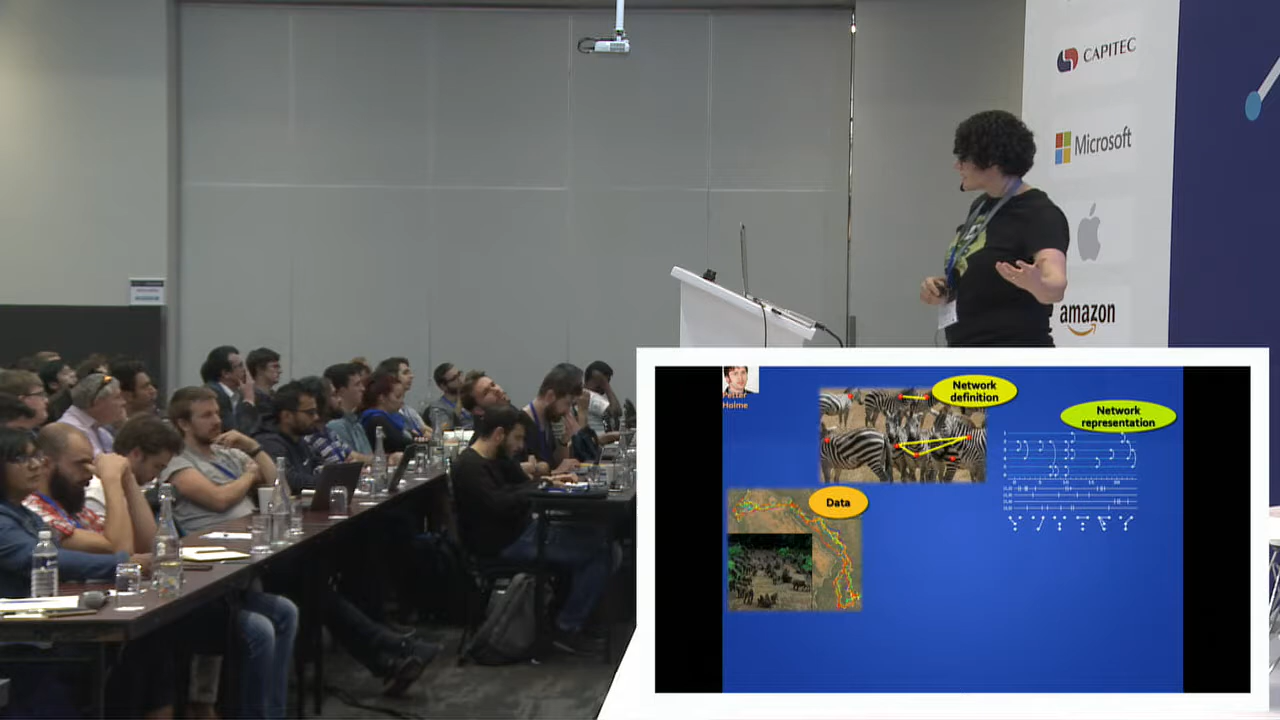 CAPITEC
Microsoft
amazon
Petter
Holme
Network
definition
Network
representation
Data